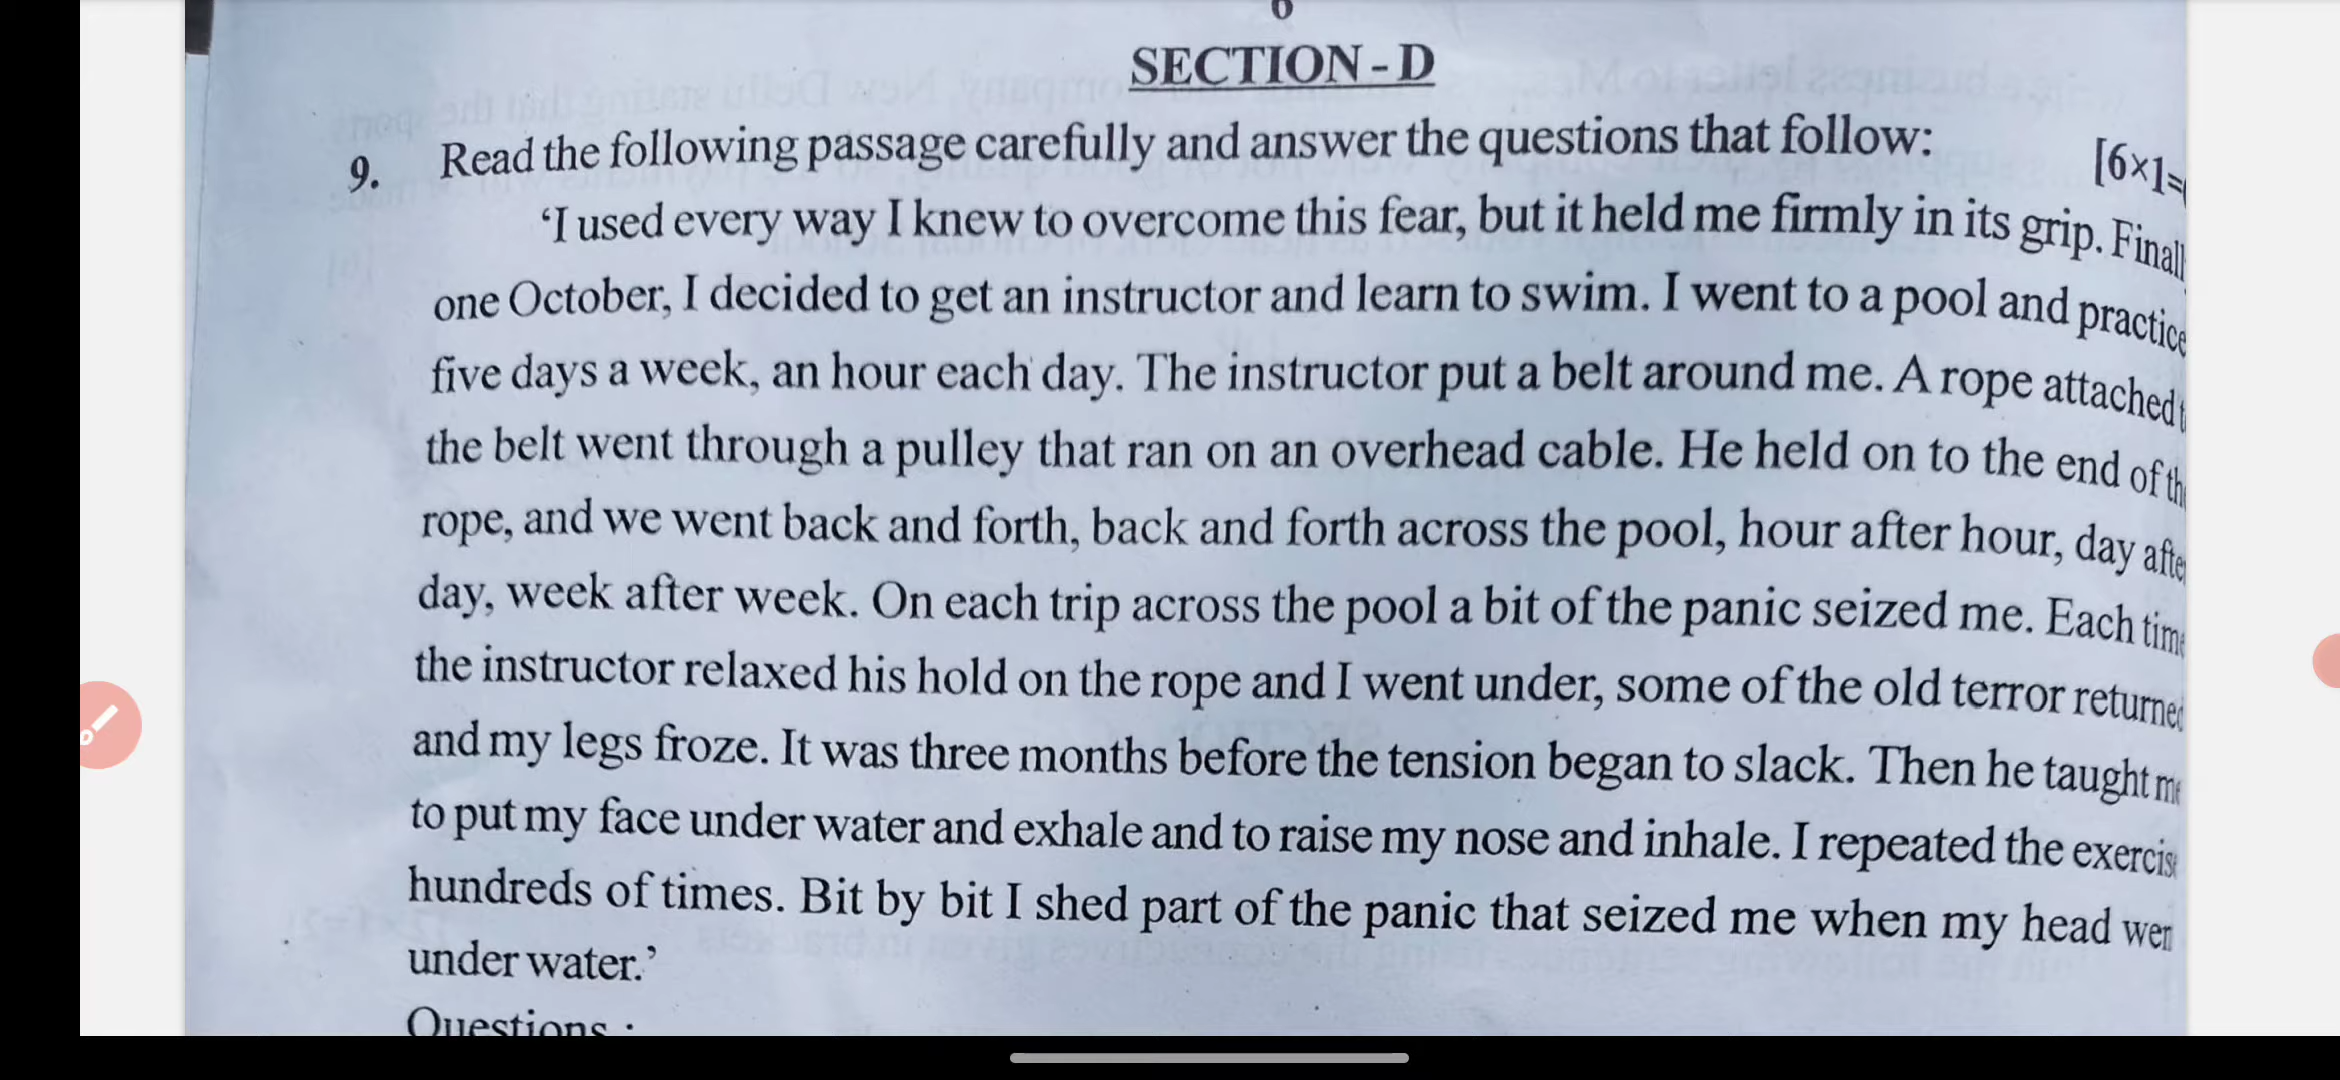 SECTION - D
9. Read the following passage carefully and answer the questions that follow: [6×1=
‘I used every way I knew to overcome this fear, but it held me firmly in its grip. Finall
one October, I decided to get an instructor and learn to swim. I went to a pool and practice
five days a week, an hour each day. The instructor put a belt around me. A rope attached t
the belt went through a pulley that ran on an overhead cable. He held on to the end of th
rope, and we went back and forth, back and forth across the pool, hour after hour, day afte
day, week after week. On each trip across the pool a bit of the panic seized me. Each tim
the instructor relaxed his hold on the rope and I went under, some of the old terror returned
and my legs froze. It was three months before the tension began to slack. Then he taught me
to put my face under water and exhale and to raise my nose and inhale. I repeated the exercis
hundreds of times. Bit by bit I shed part of the panic that seized me when my head wen
under water.’
Questions :